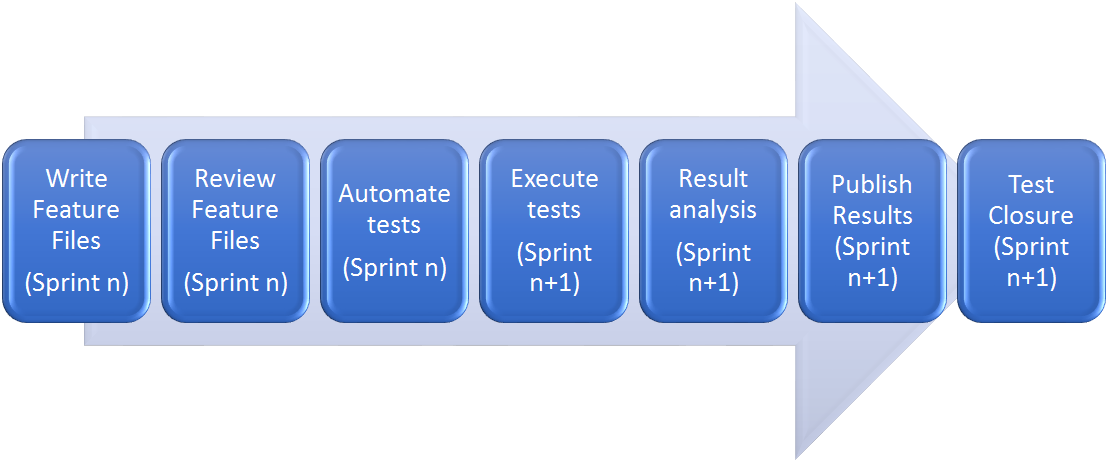 Write
Feature
Files
(Sprint n)
Review
Feature
Files
(Sprint n)
Automate
tests
(Sprint n)
Execute
tests
(Sprint
n+1)
Result
analysis
(Sprint
n+1)
Publish
Results
(Sprint
n+1)
Test
Closure
(Sprint
n+1)